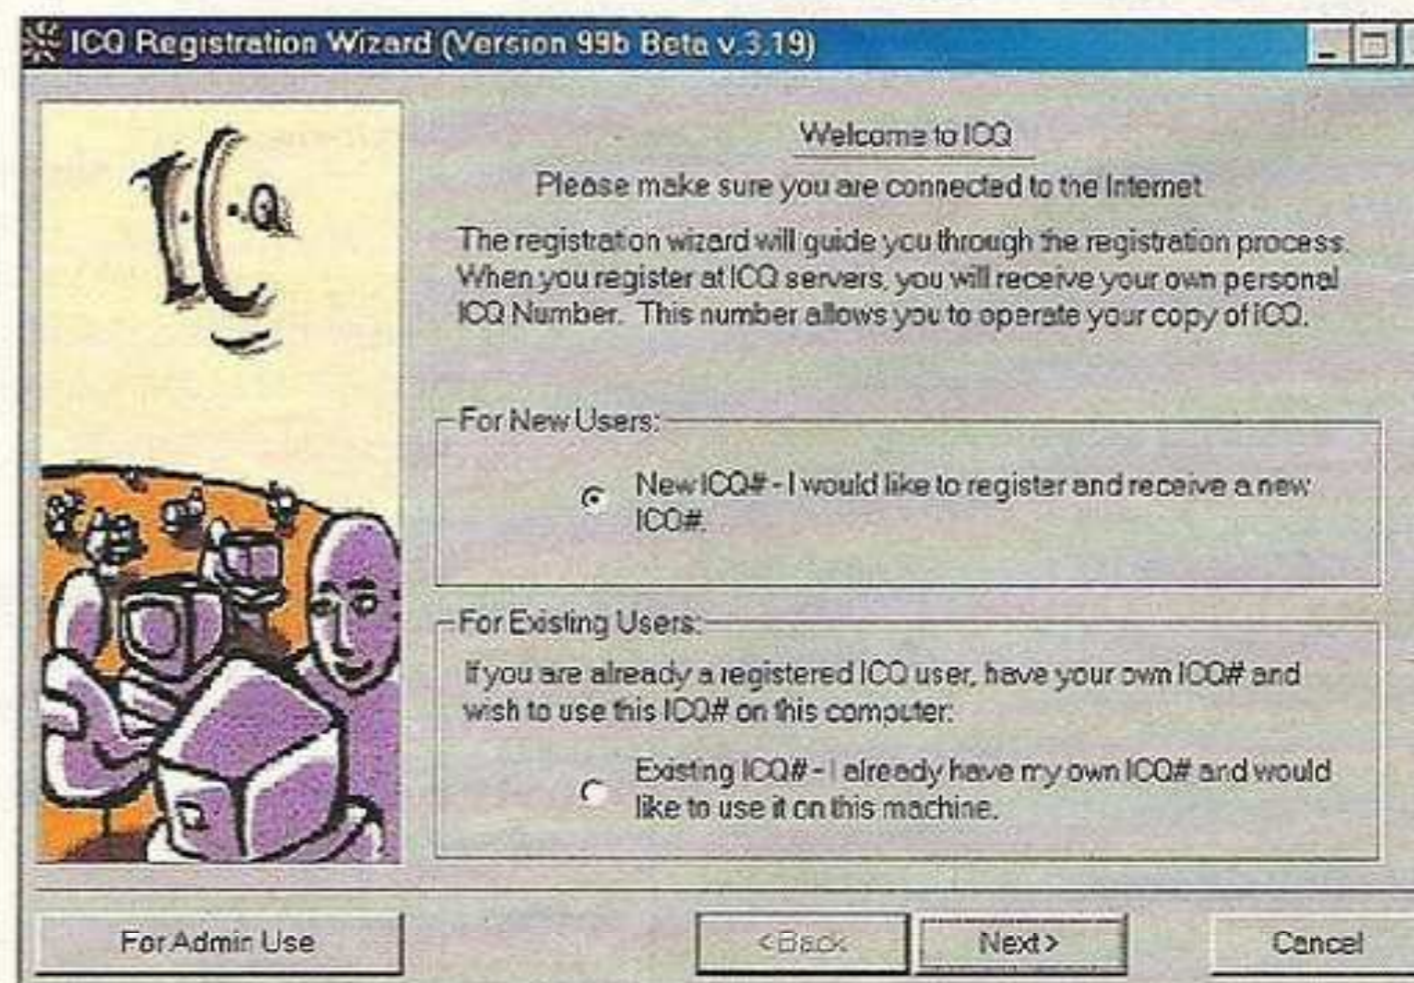 ICQ Registration Wizard (Version 99b Beta v.3.19)
I C Q
Welcome to ICQ
Please make sure you are connected to the Internet
The registration wizard will guide you through the registration process.
When you register at ICQ servers, you will receive your own personal
ICQ Number. This number allows you to operate your copy of ICQ.
For New Users:
New ICQ# - I would like to register and receive a new
ICQ#.
For Existing Users:
If you are already a registered ICQ user, have your own ICQ# and
wish to use this ICQ# on this computer:
Existing ICQ# - I already have my own ICQ# and would
like to use it on this machine.
For Admin Use
<Back
Next>
Cancel